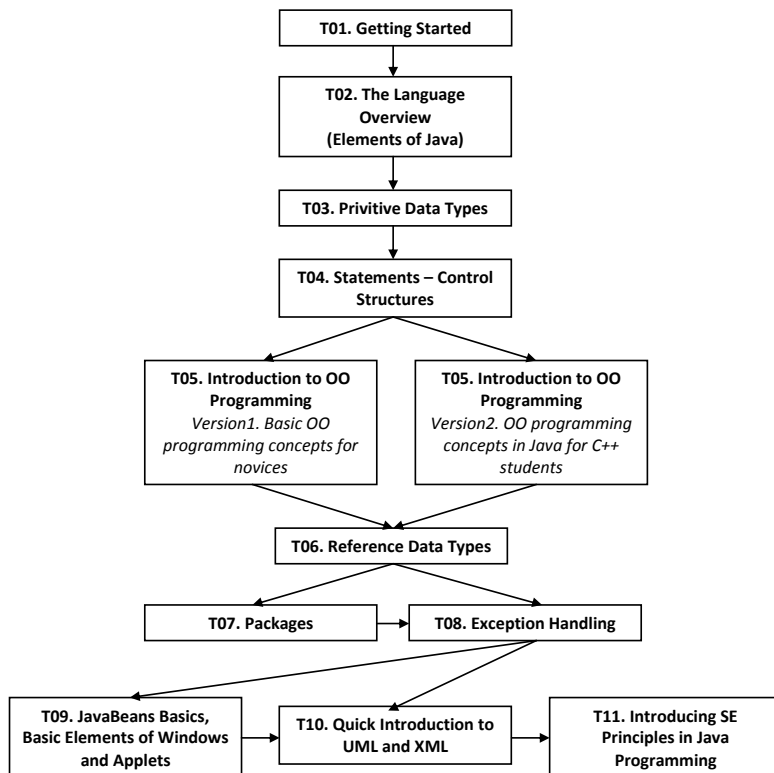 T01. Getting Started
T02. The Language
Overview
(Elements of Java)
T03. Privitive Data Types
T04. Statements – Control
Structures
T05. Introduction to OO
Programming
Version1. Basic OO
programming concepts for
novices
T05. Introduction to OO
Programming
Version2. OO programming
concepts in Java for C++
students
T06. Reference Data Types
T07. Packages
T08. Exception Handling
T09. JavaBeans Basics,
Basic Elements of Windows
and Applets
T10. Quick Introduction to
UML and XML
T11. Introducing SE
Principles in Java
Programming